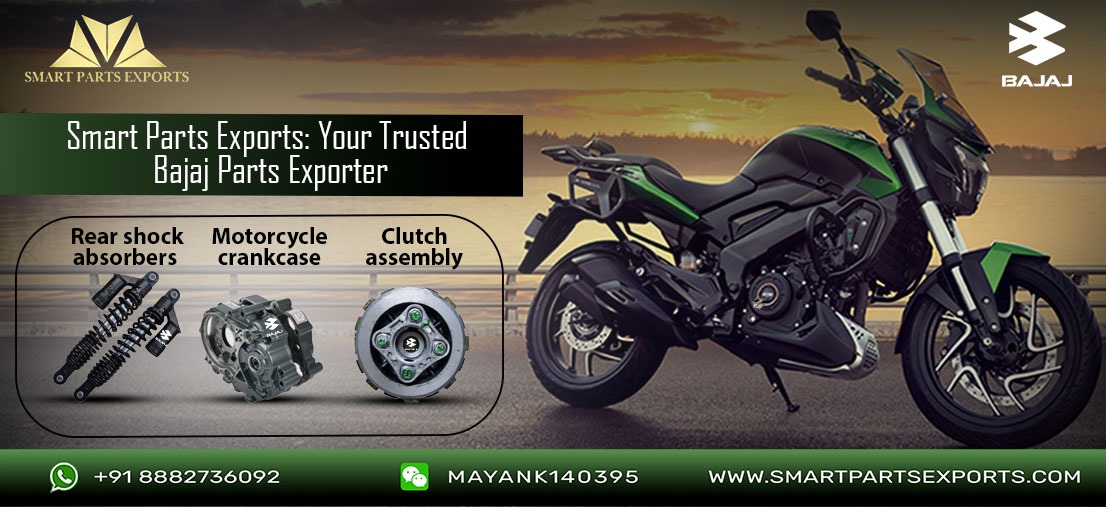 SMART PARTS EXPORTS
BAJAJ
Smart Parts Exports: Your Trusted
Bajaj Parts Exporter
Rear shock
absorbers
Motorcycle
crankcase
Clutch
assembly
BAJAJ
+91 8882736092
MAYANK140395
WWW.SMARTPARTSEXPORTS.COM